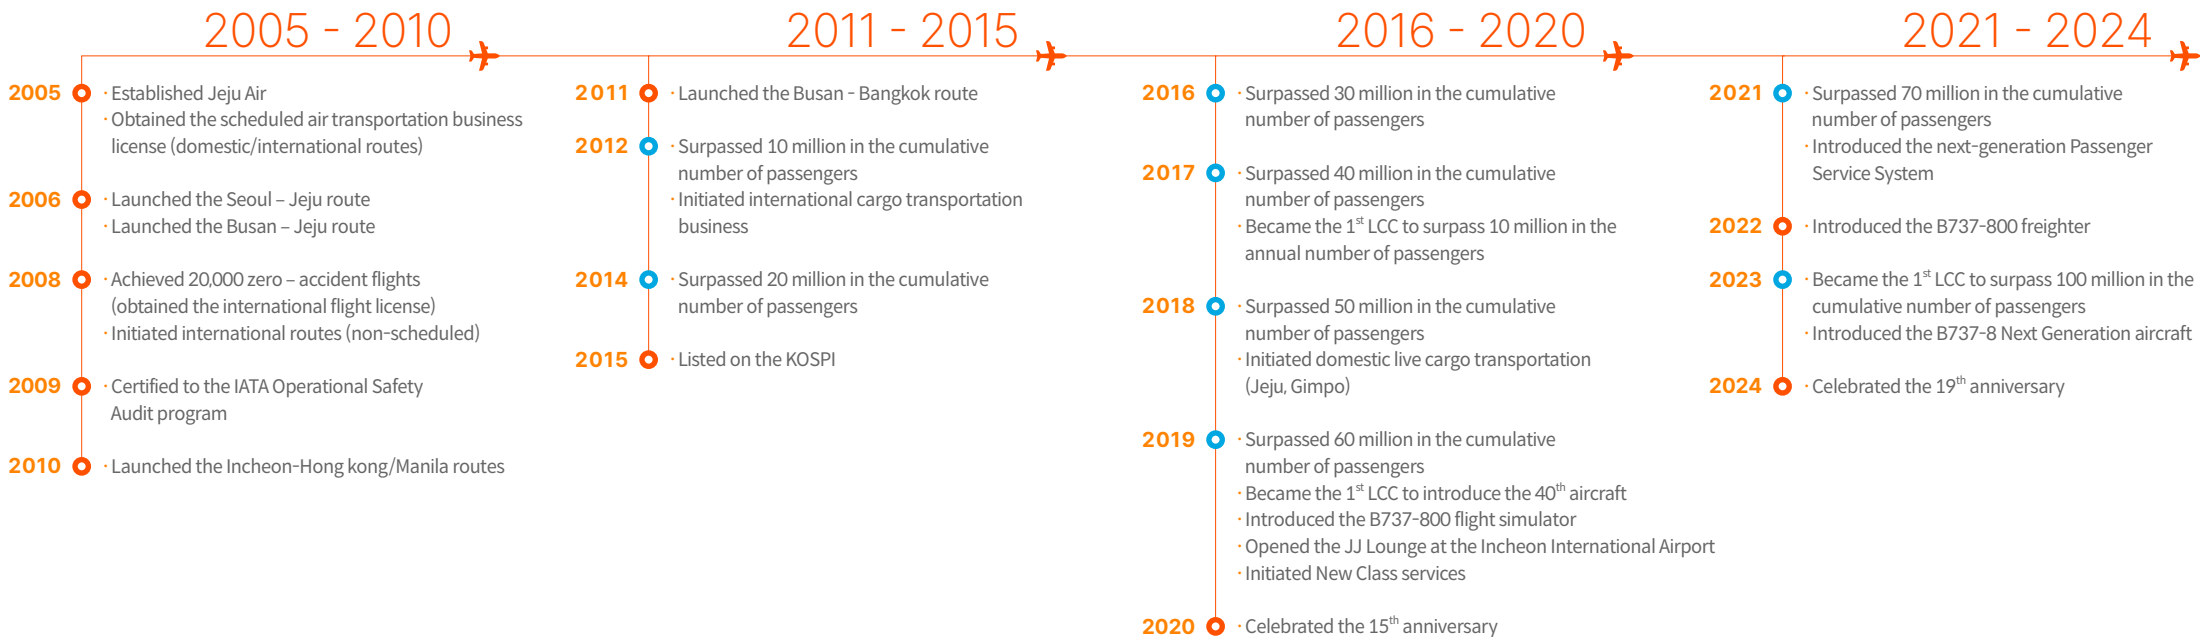 2005 - 2010
2005
· Established Jeju Air
· Obtained the scheduled air transportation business
license (domestic/international routes)
2006
· Launched the Seoul – Jeju route
· Launched the Busan – Jeju route
2008
· Achieved 20,000 zero – accident flights
(obtained the international flight license)
· Initiated international routes (non-scheduled)
2009
· Certified to the IATA Operational Safety
Audit program
2010
· Launched the Incheon-Hong kong/Manila routes
2011 - 2015
2011
· Launched the Busan - Bangkok route
2012
· Surpassed 10 million in the cumulative
number of passengers
· Initiated international cargo transportation
business
2014
· Surpassed 20 million in the cumulative
number of passengers
2015
· Listed on the KOSPI
2016 - 2020
2016
· Surpassed 30 million in the cumulative
number of passengers
2017
· Surpassed 40 million in the cumulative
number of passengers
· Became the 1st LCC to surpass 10 million in the
annual number of passengers
2018
· Surpassed 50 million in the cumulative
number of passengers
· Initiated domestic live cargo transportation
(Jeju, Gimpo)
2019
· Surpassed 60 million in the cumulative
number of passengers
· Became the 1st LCC to introduce the 40th aircraft
· Introduced the B737-800 flight simulator
· Opened the JJ Lounge at the Incheon International Airport
· Initiated New Class services
2020
· Celebrated the 15th anniversary
2021 - 2024
2021
· Surpassed 70 million in the cumulative
number of passengers
· Introduced the next-generation Passenger
Service System
2022
· Introduced the B737-800 freighter
2023
· Became the 1st LCC to surpass 100 million in the
cumulative number of passengers
· Introduced the B737-8 Next Generation aircraft
2024
· Celebrated the 19th anniversary